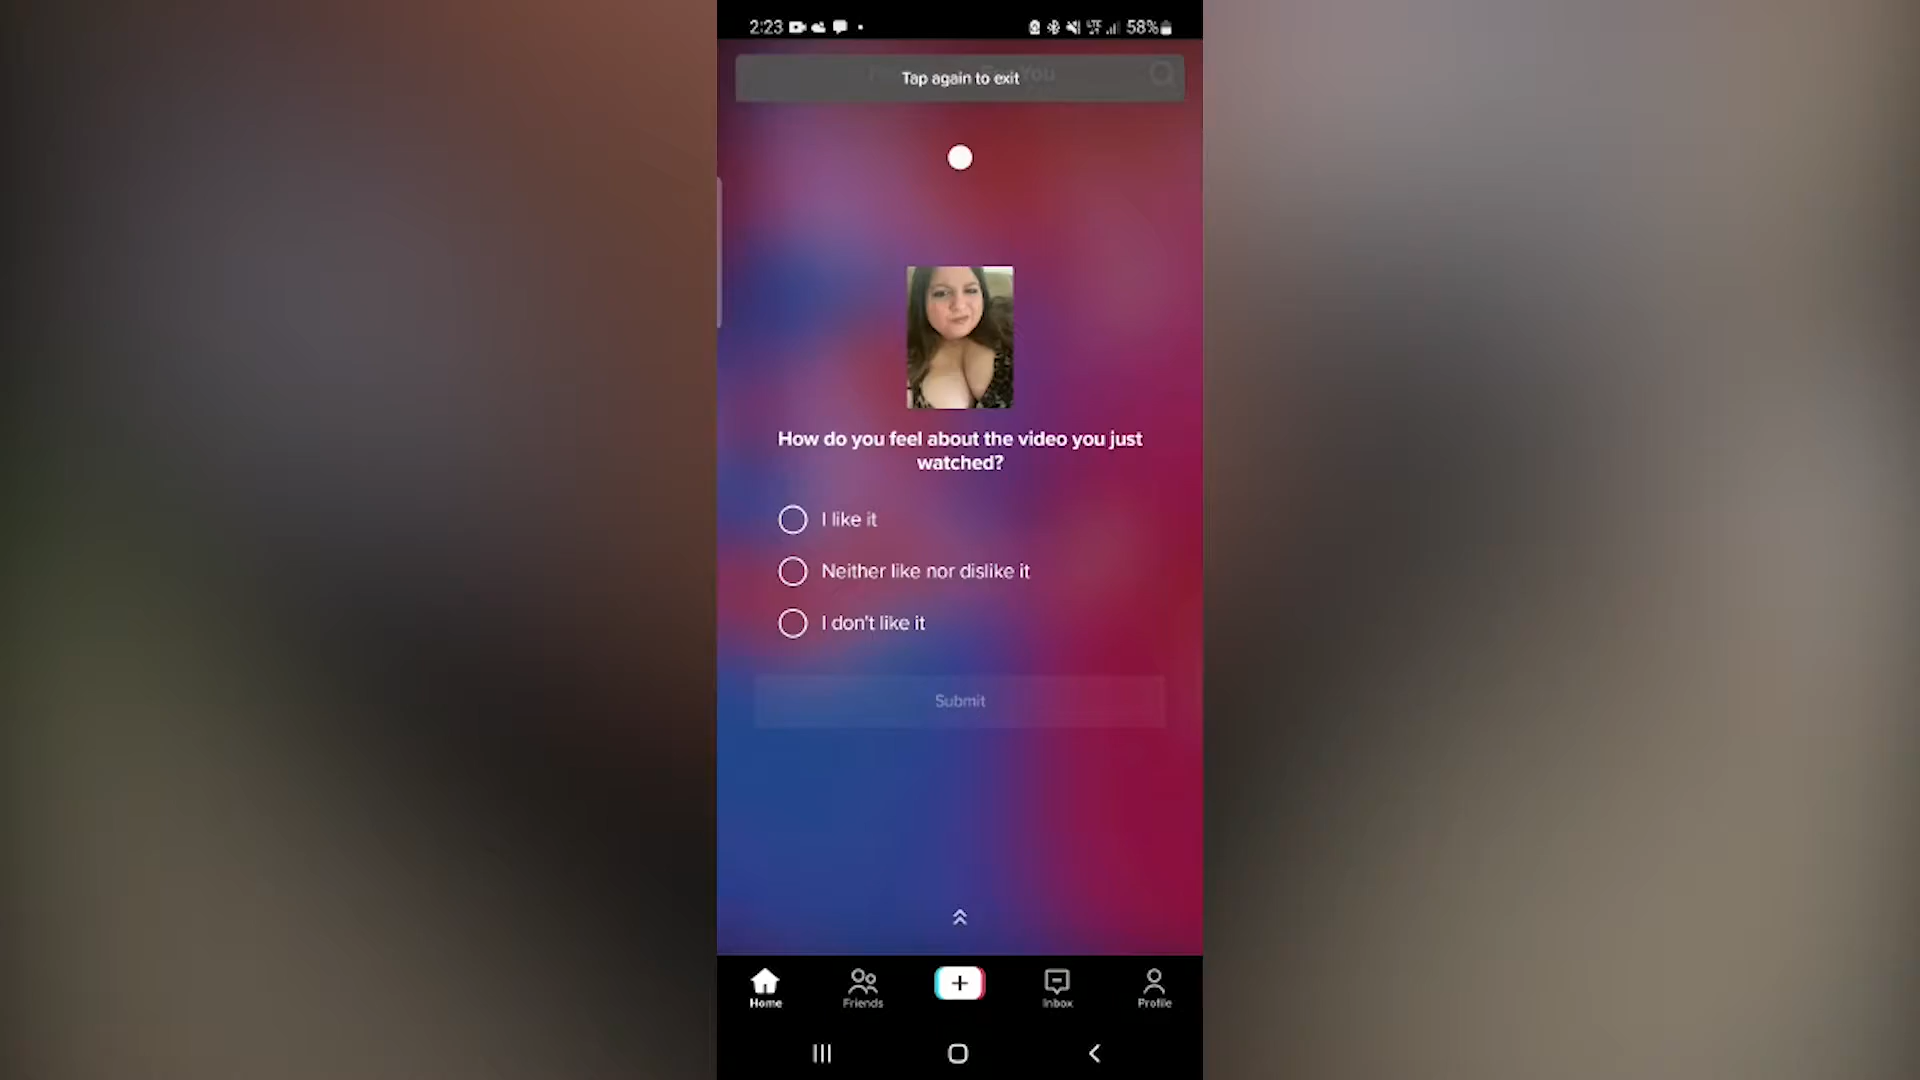 2:23
58%
Tap again to exit
You
How do you feel about the video you just
watched?
I like it
Neither like nor dislike it
I don't like it
Submit
Home
Friends
Inbox
Profile